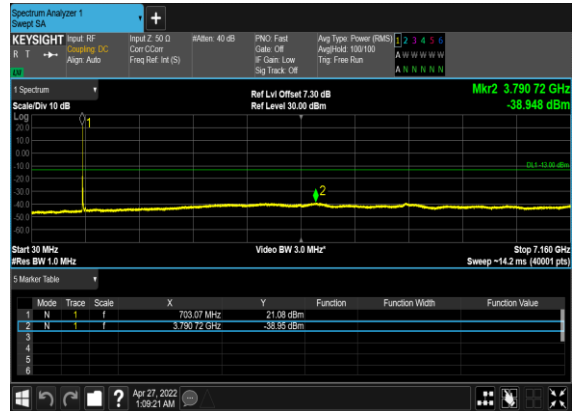 Spectrum Analyzer 1
Swept SA
+
KEYSIGHT Input: RF Input Z: 50 Ω #Atten: 40 dB PNO: Fast Avg Type: Power (RMS) 1 2 3 4 5 6
R T Coupling: DC Corr CCorr Gate: Off Avg|Hold: 100/100 A W W W W W
Align: Auto Freq Ref: Int (S) IF Gain: Low Trig: Free Run
Sig Track: Off A N N N N N
1 Spectrum Ref Lvl Offset 7.30 dB Mkr2 3.790 72 GHz
Scale/Div 10 dB Ref Level 30.00 dBm -38.948 dBm
Log
20.0
10.0
0.00
-10.0
-20.0
-30.0
-40.0
-50.0
-60.0
1
2
DL1 -13.00 dBm
Start 30 MHz Video BW 3.0 MHz* Stop 7.160 GHz
#Res BW 1.0 MHz Sweep ~14.2 ms (40001 pts)
5 Marker Table
Mode Trace Scale X Y Function Function Width Function Value
1 N 1 f 703.07 MHz 21.08 dBm
2 N 1 f 3.790 72 GHz -38.95 dBm
3
4
5
6
? Apr 27, 2022
1:09:21 AM